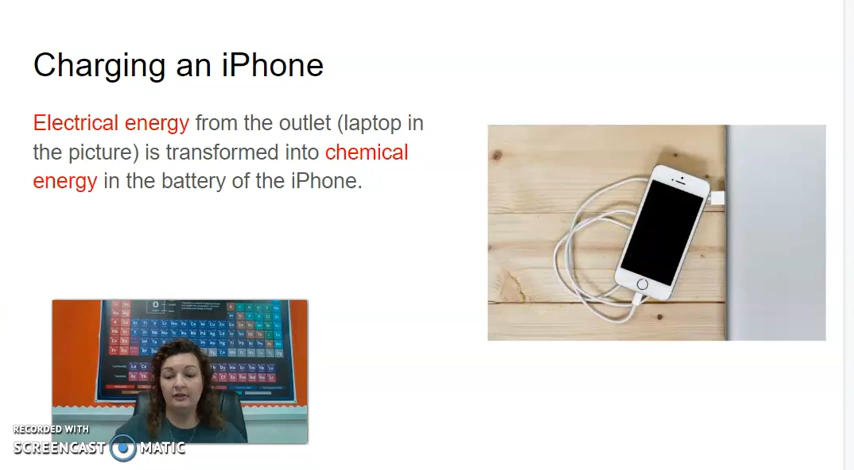 Charging an iPhone
Electrical energy from the outlet (laptop in
the picture) is transformed into chemical
energy in the battery of the iPhone.
RECORDED WITH
SCREENCAST MATIC